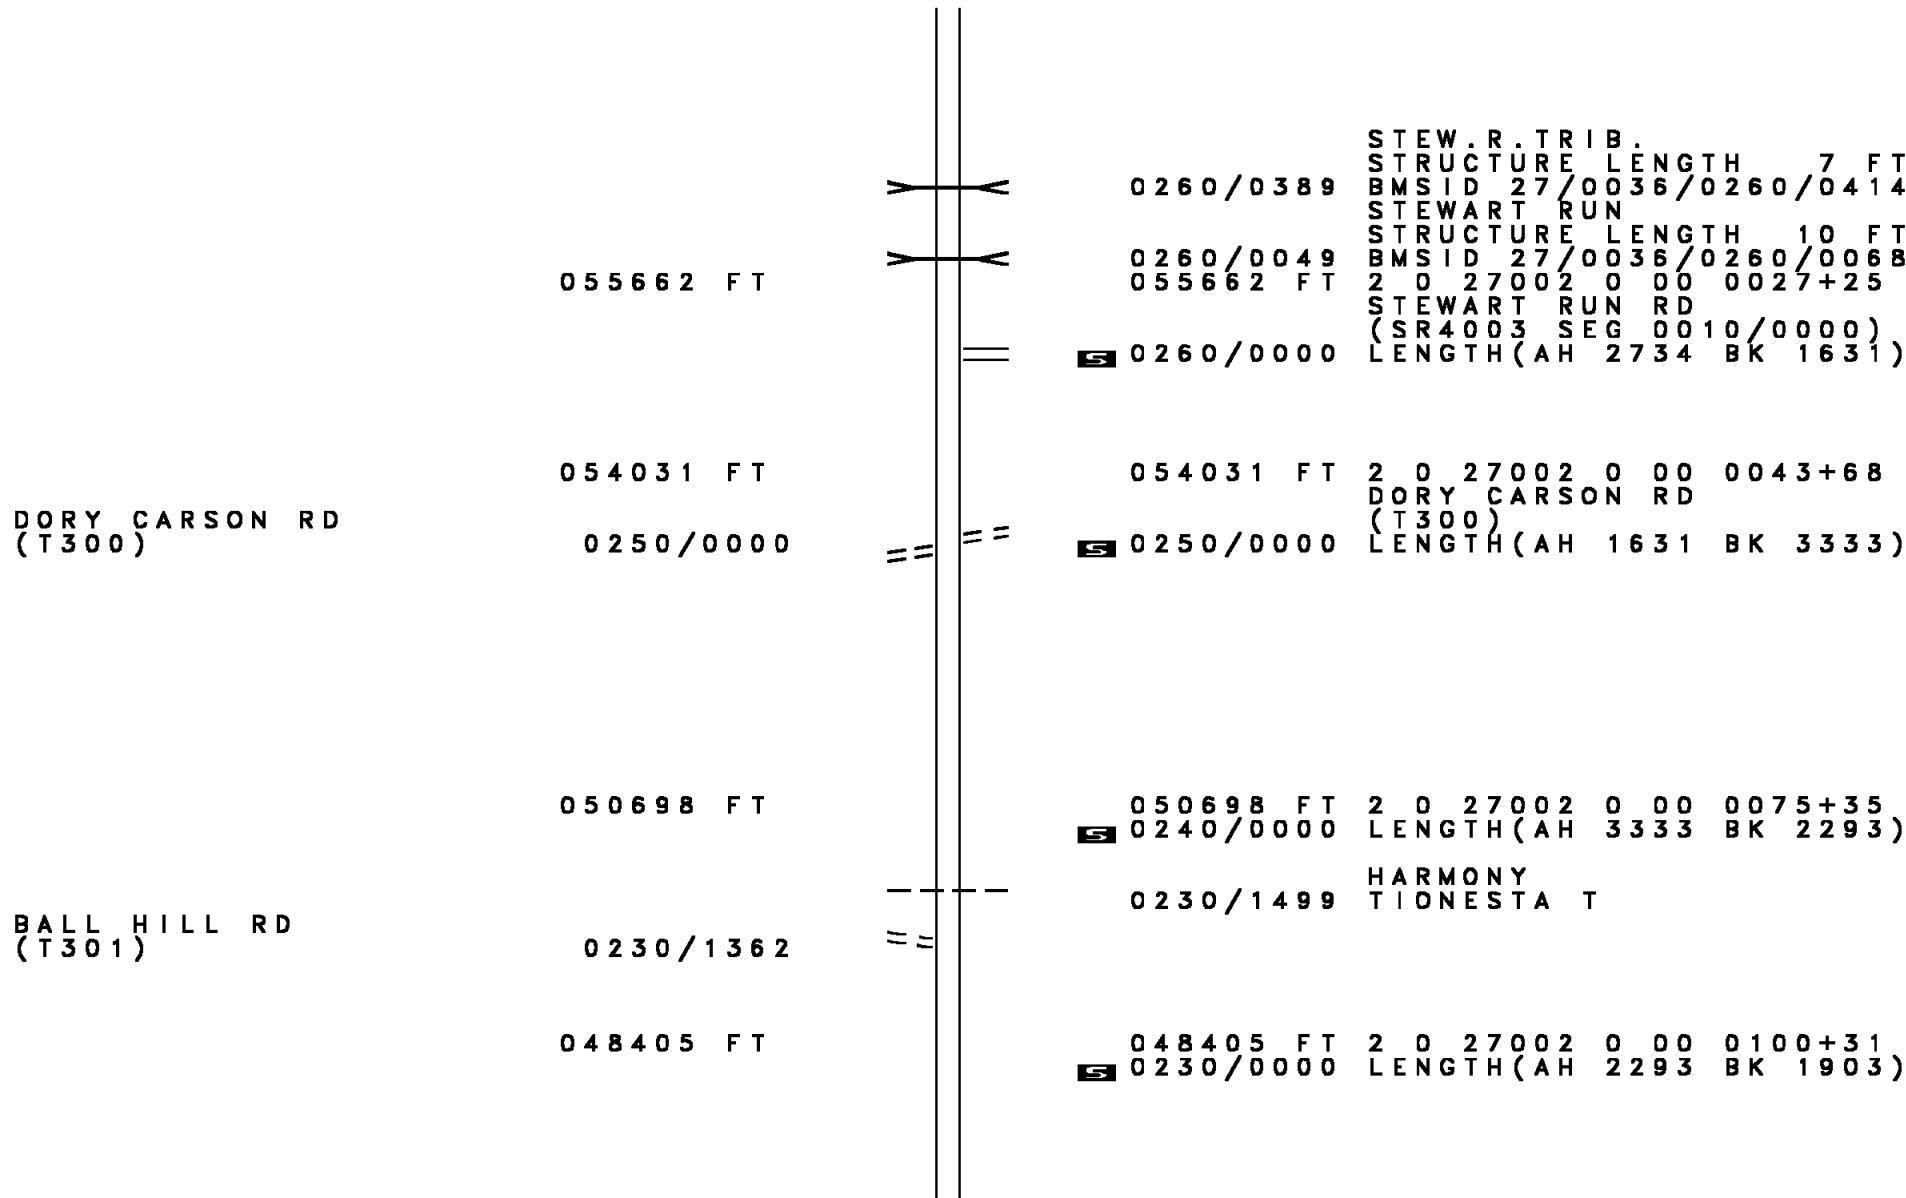 STEW.R.TRIB.
STRUCTURE LENGTH 7 FT
0260/0389 BMSID 27/0036/0260/0414
STEWART RUN
STRUCTURE LENGTH 10 FT
0260/0049 BMSID 27/0036/0260/0068
055662 FT 055662 FT 2 0 27002 0 00 0027+25
STEWART RUN RD
(SR4003 SEG 0010/0000)
S 0260/0000 LENGTH(AH 2734 BK 1631)
054031 FT 054031 FT 2 0 27002 0 00 0043+68
DORY CARSON RD
DORY CARSON RD (T300)
(T300) 0250/0000 S 0250/0000 LENGTH(AH 1631 BK 3333)
050698 FT 050698 FT 2 0 27002 0 00 0075+35
S 0240/0000 LENGTH(AH 3333 BK 2293)
HARMONY
0230/1499 TIONESTA T
BALL HILL RD
(T301) 0230/1362
048405 FT 048405 FT 2 0 27002 0 00 0100+31
S 0230/0000 LENGTH(AH 2293 BK 1903)